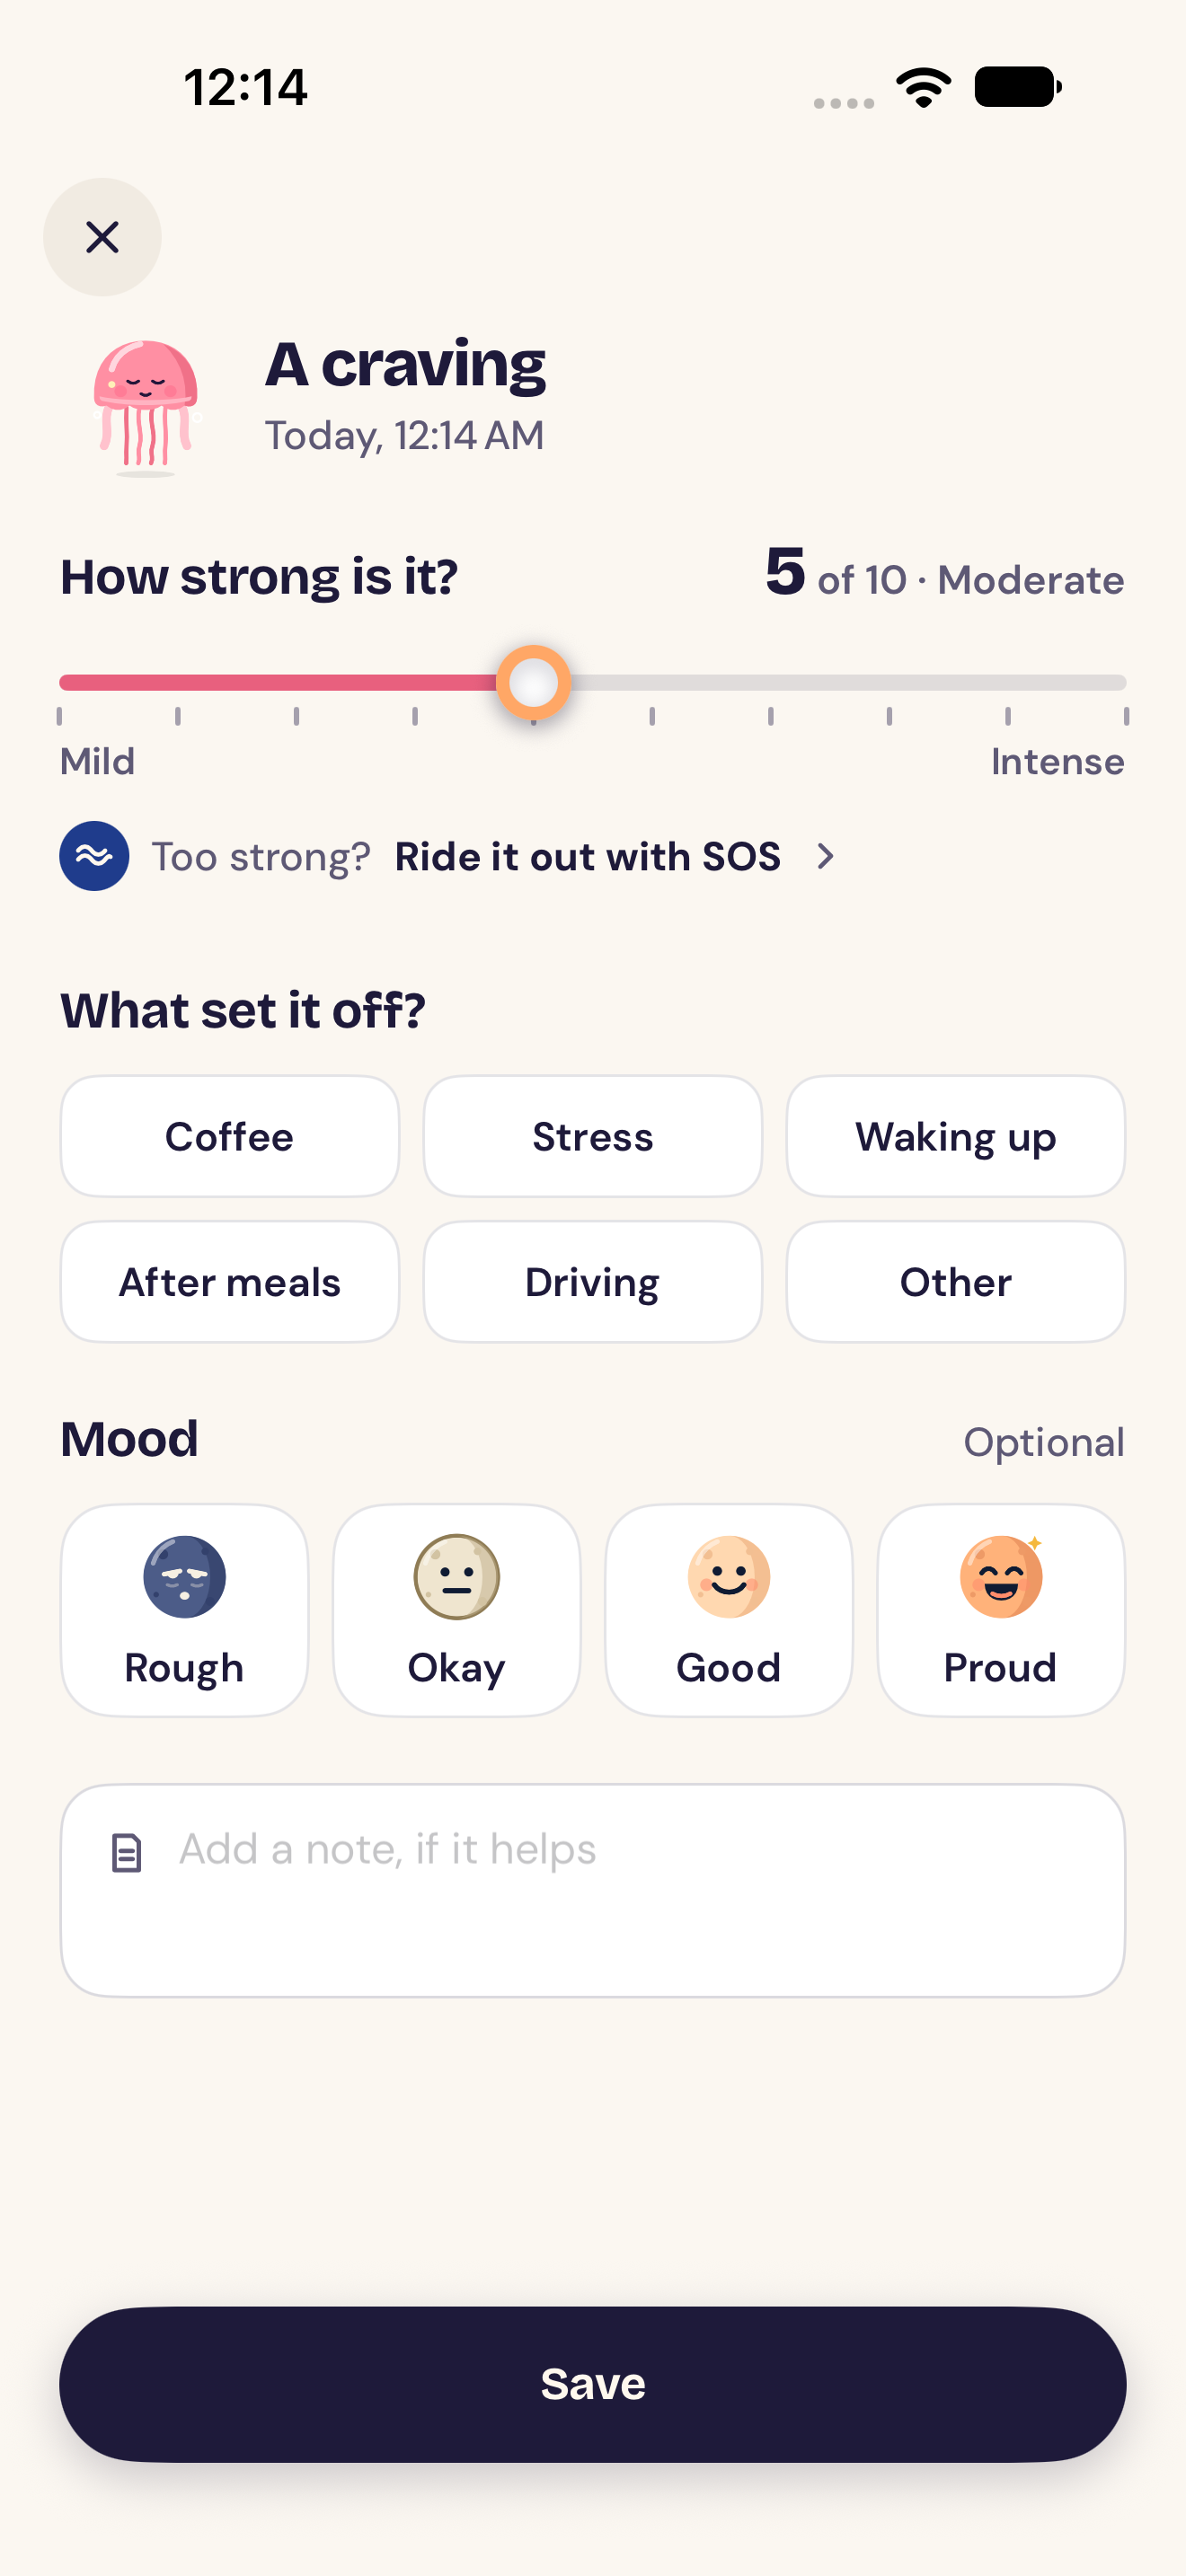 12:14
A craving
Today, 12:14 AM
How strong is it?
5 of 10 · Moderate
Mild
Intense
Too strong? Ride it out with SOS
What set it off?
Coffee
Stress
Waking up
After meals
Driving
Other
Mood
Optional
Rough
Okay
Good
Proud
Add a note, if it helps
Save